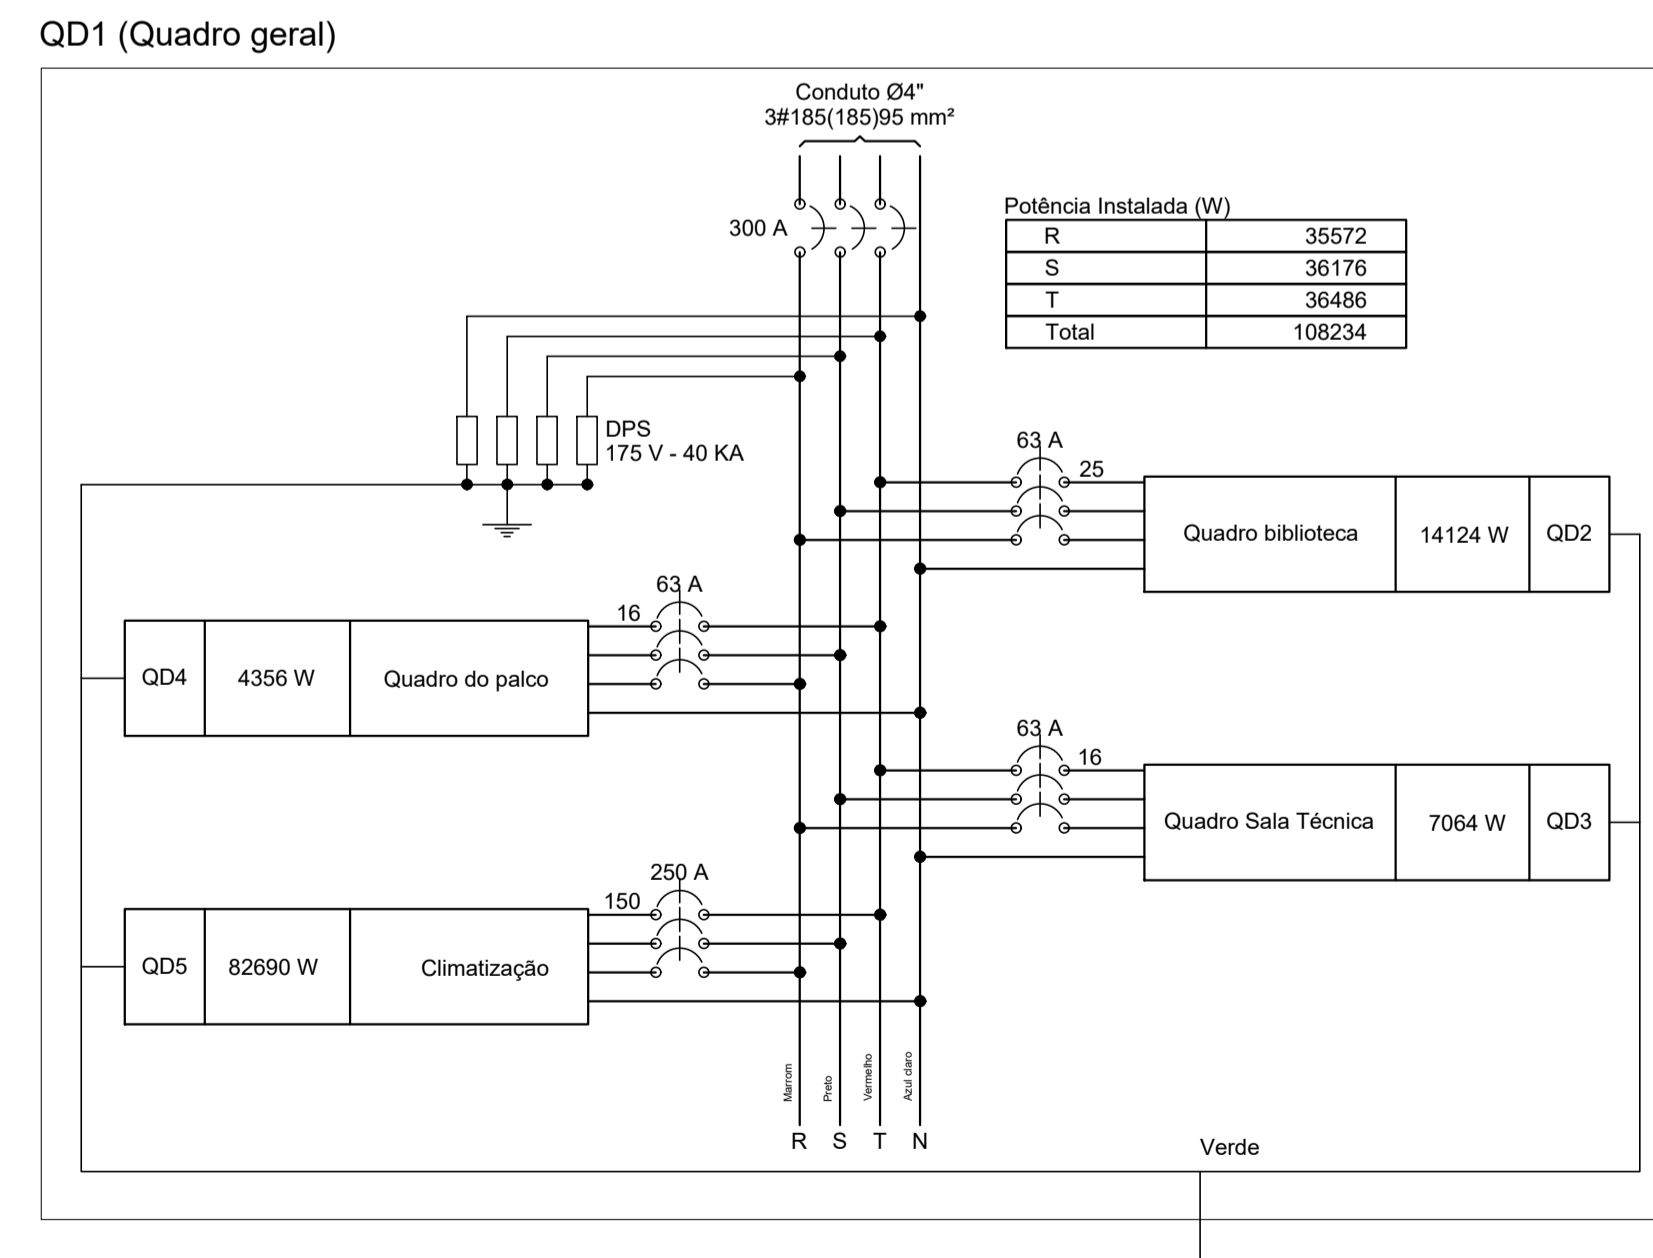 QD1 (Quadro geral)
Conduto Ø4"
3#185(185)95 mm²
300 A
Potência Instalada (W)
R 35572
S 36176
T 36486
Total 108234
DPS
175 V - 40 KA
63 A
25
Quadro biblioteca 14124 W QD2
63 A
16
QD4 4356 W Quadro do palco
63 A
16
Quadro Sala Técnica 7064 W QD3
250 A
150
QD5 82690 W Climatização
Marrom
Preto
Vermelho
Azul claro
R S T N
Verde